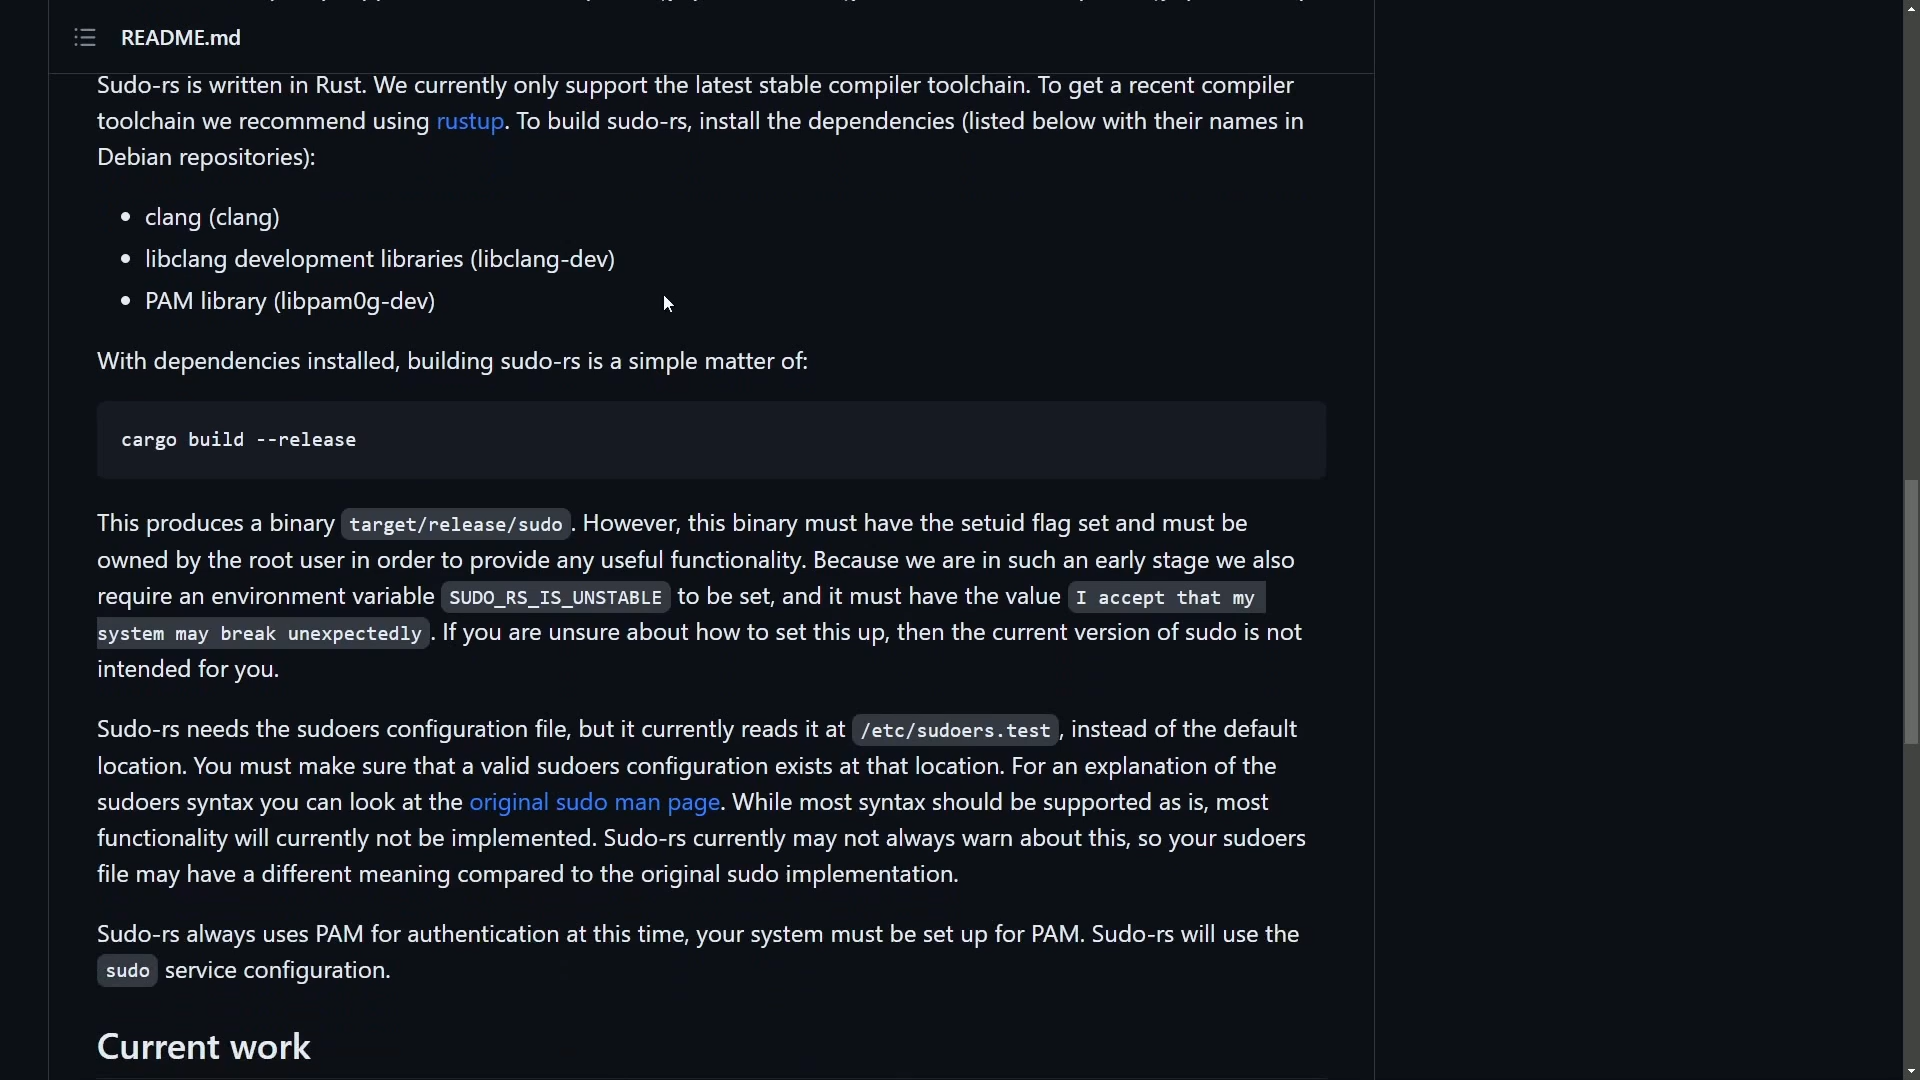 README.md
Sudo-rs is written in Rust. We currently only support the latest stable compiler toolchain. To get a recent compiler
toolchain we recommend using rustup. To build sudo-rs, install the dependencies (listed below with their names in
Debian repositories):
• clang (clang)
• libclang development libraries (libclang-dev)
• PAM library (libpam0g-dev)
With dependencies installed, building sudo-rs is a simple matter of:
cargo build --release
This produces a binary target/release/sudo. However, this binary must have the setuid flag set and must be
owned by the root user in order to provide any useful functionality. Because we are in such an early stage we also
require an environment variable SUDO_RS_IS_UNSTABLE to be set, and it must have the value I accept that my
system may break unexpectedly. If you are unsure about how to set this up, then the current version of sudo is not
intended for you.
Sudo-rs needs the sudoers configuration file, but it currently reads it at /etc/sudoers.test, instead of the default
location. You must make sure that a valid sudoers configuration exists at that location. For an explanation of the
sudoers syntax you can look at the original sudo man page. While most syntax should be supported as is, most
functionality will currently not be implemented. Sudo-rs currently may not always warn about this, so your sudoers
file may have a different meaning compared to the original sudo implementation.
Sudo-rs always uses PAM for authentication at this time, your system must be set up for PAM. Sudo-rs will use the
sudo service configuration.
Current work